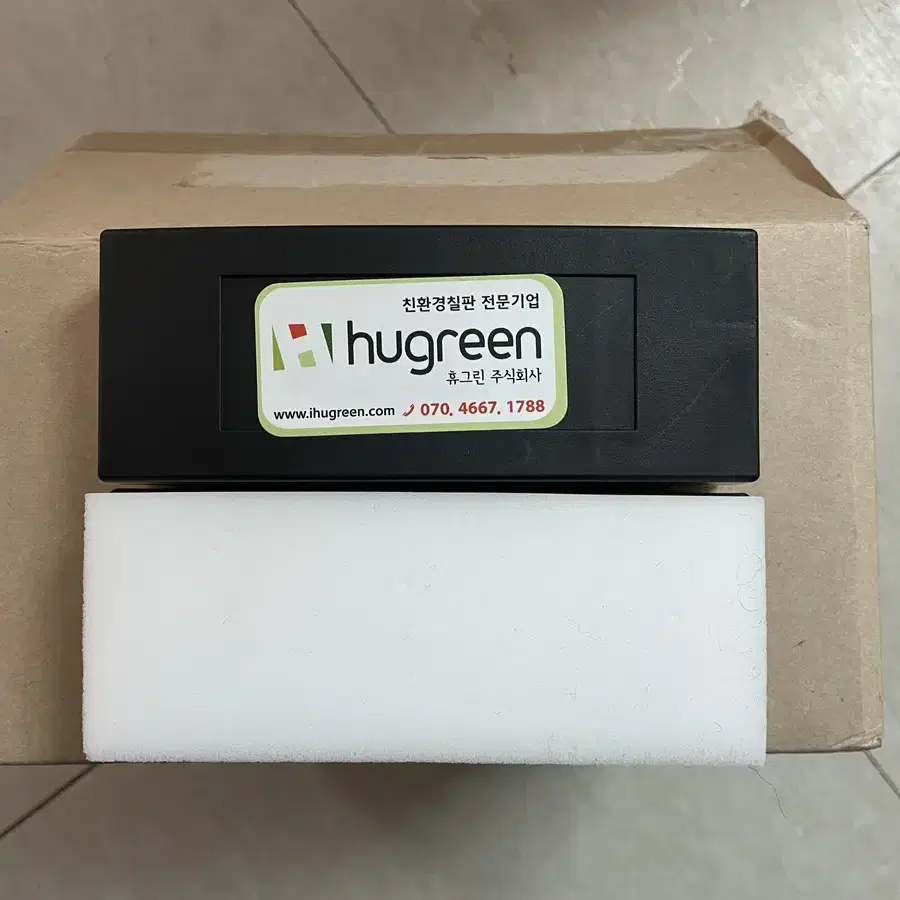 친환경칠판 전문기업
hugreen
휴그린 주식회사
www.ihugreen.com 070. 4667. 1788